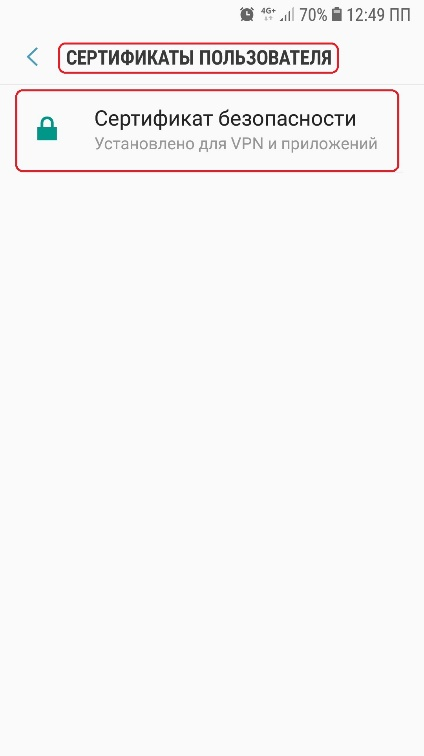 4G+ 70% 12:49 ПП
СЕРТИФИКАТЫ ПОЛЬЗОВАТЕЛЯ
Сертификат безопасности
Установлено для VPN и приложений